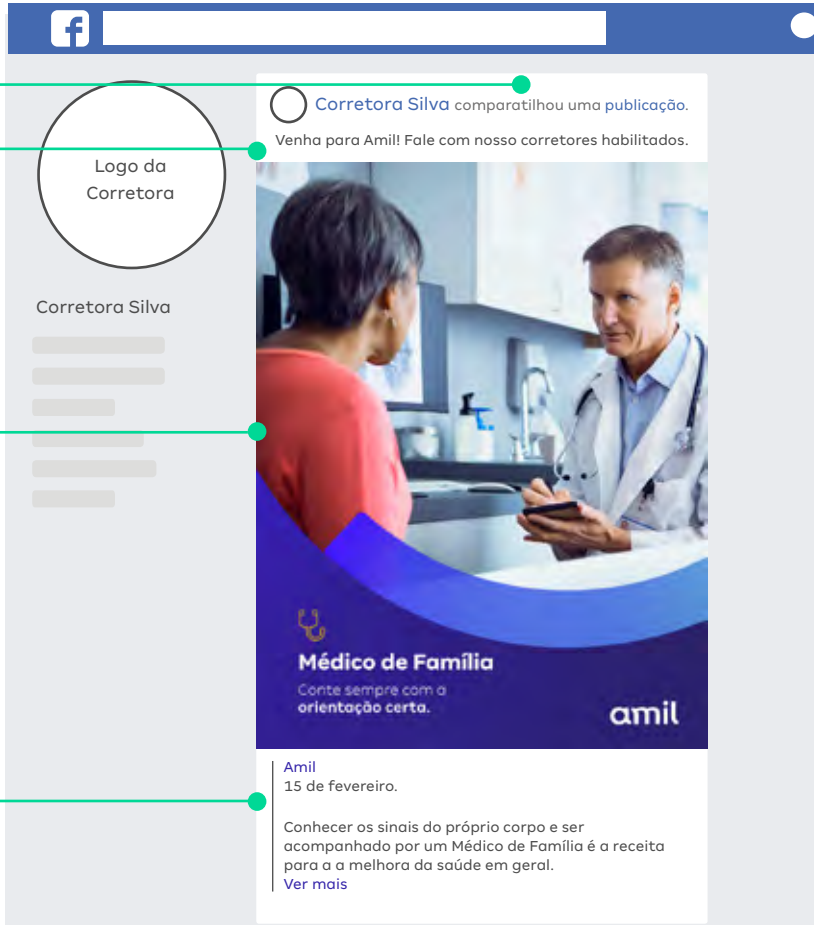 Corretora Silva comparatilhou uma publicação.
Venha para Amil! Fale com nosso corretores habilitados.
Logo da
Corretora
Corretora Silva
Médico de Família
Conte sempre com a
orientação certa.
amil
Amil
15 de fevereiro.
Conhecer os sinais do próprio corpo e ser
acompanhado por um Médico de Família é a receita
para a a melhora da saúde em geral.
Ver mais